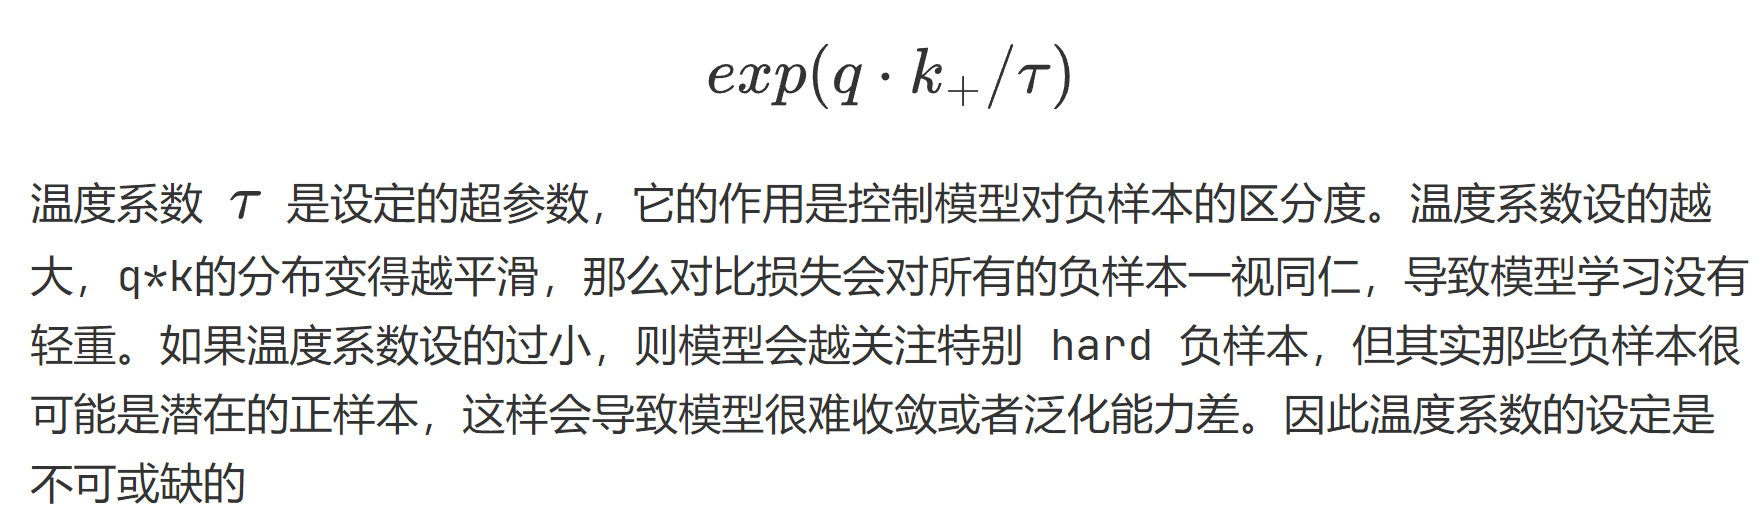 exp(q · k₊/τ)
温度系数 τ 是设定的超参数，它的作用是控制模型对负样本的区分度。温度系数设的越
大，q*k的分布变得越平滑，那么对比损失会对所有的负样本一视同仁，导致模型学习没有
轻重。如果温度系数设的过小，则模型会越关注特别 hard 负样本，但其实那些负样本很
可能是潜在的正样本，这样会导致模型很难收敛或者泛化能力差。因此温度系数的设定是
不可或缺的